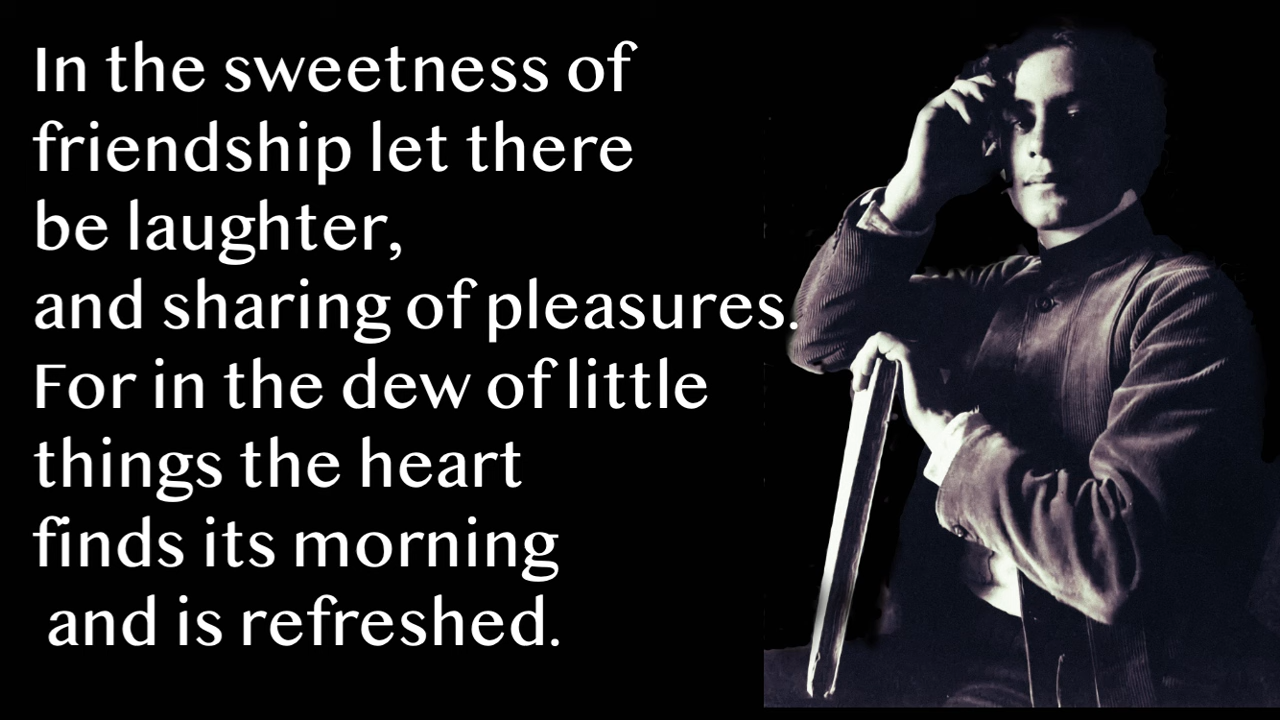 In the sweetness of
friendship let there
be laughter,
and sharing of pleasures.
For in the dew of little
things the heart
finds its morning
and is refreshed.